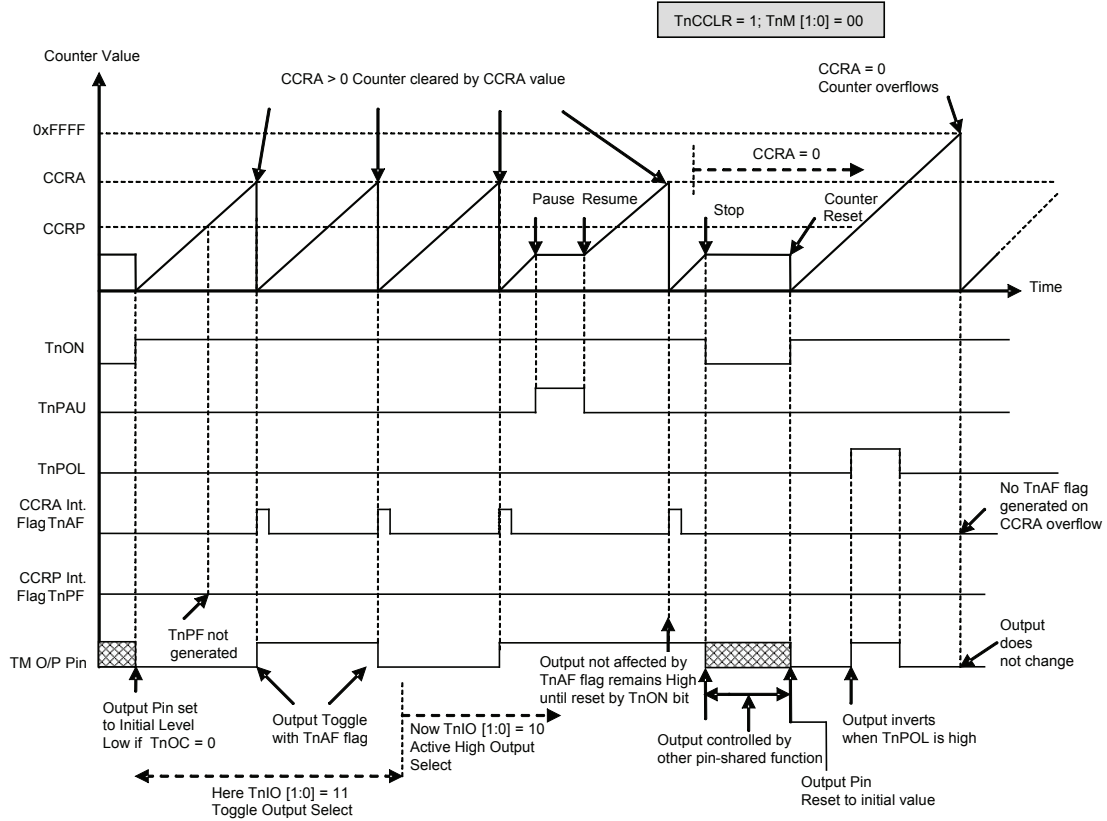 TnCCLR = 1; TnM [1:0] = 00
Counter Value
CCRA > 0 Counter cleared by CCRA value
CCRA = 0
Counter overflows
0xFFFF
CCRA = 0
CCRA
Pause Resume
Stop
Counter
Reset
CCRP
Time
TnON
TnPAU
TnPOL
CCRA Int.
Flag TnAF
No TnAF flag
generated on
CCRA overflow
CCRP Int.
Flag TnPF
TnPF not
generated
TM O/P Pin
Output
does
not change
Output not affected by
TnAF flag remains High
until reset by TnON bit
Output Pin set
to Initial Level
Low if TnOC = 0
Output Toggle
with TnAF flag
Now TnIO [1:0] = 10
Active High Output
Select
Output controlled by
other pin-shared function
Output inverts
when TnPOL is high
Output Pin
Reset to initial value
Here TnIO [1:0] = 11
Toggle Output Select